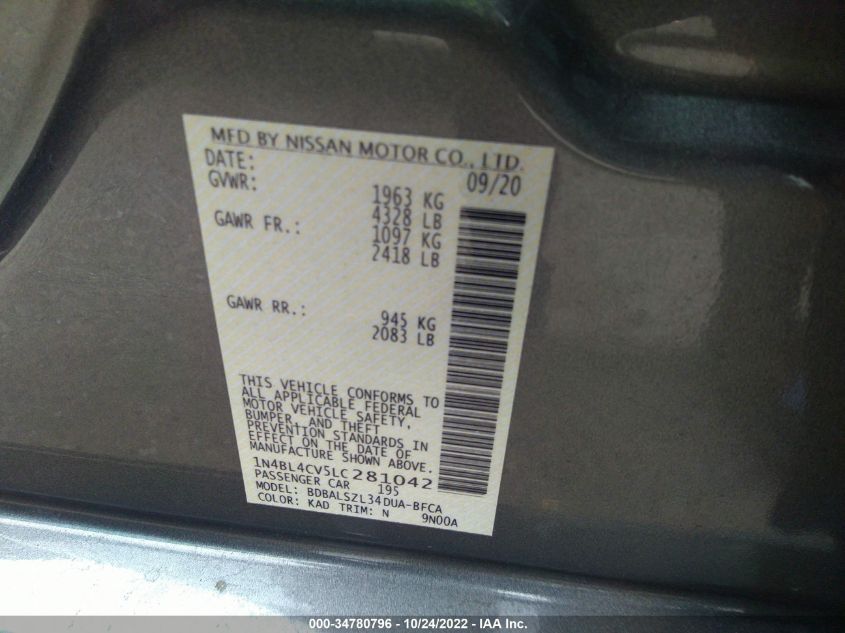 MFD BY NISSAN MOTOR CO., LTD.
DATE: 09/20
GVWR: 1963 KG
4328 LB
GAWR FR.: 1097 KG
2418 LB
GAWR RR.: 945 KG
2083 LB
THIS VEHICLE CONFORMS TO
ALL APPLICABLE FEDERAL
MOTOR VEHICLE SAFETY,
BUMPER, AND THEFT
PREVENTION STANDARDS IN
EFFECT ON THE DATE OF
MANUFACTURE SHOWN ABOVE.
1N4BL4CV5LC281042
PASSENGER CAR 195
MODEL: BDBALSZL34DUA-BFCA
COLOR: KAD TRIM: N 9N00A
000-34780796 - 10/24/2022 - IAA Inc.